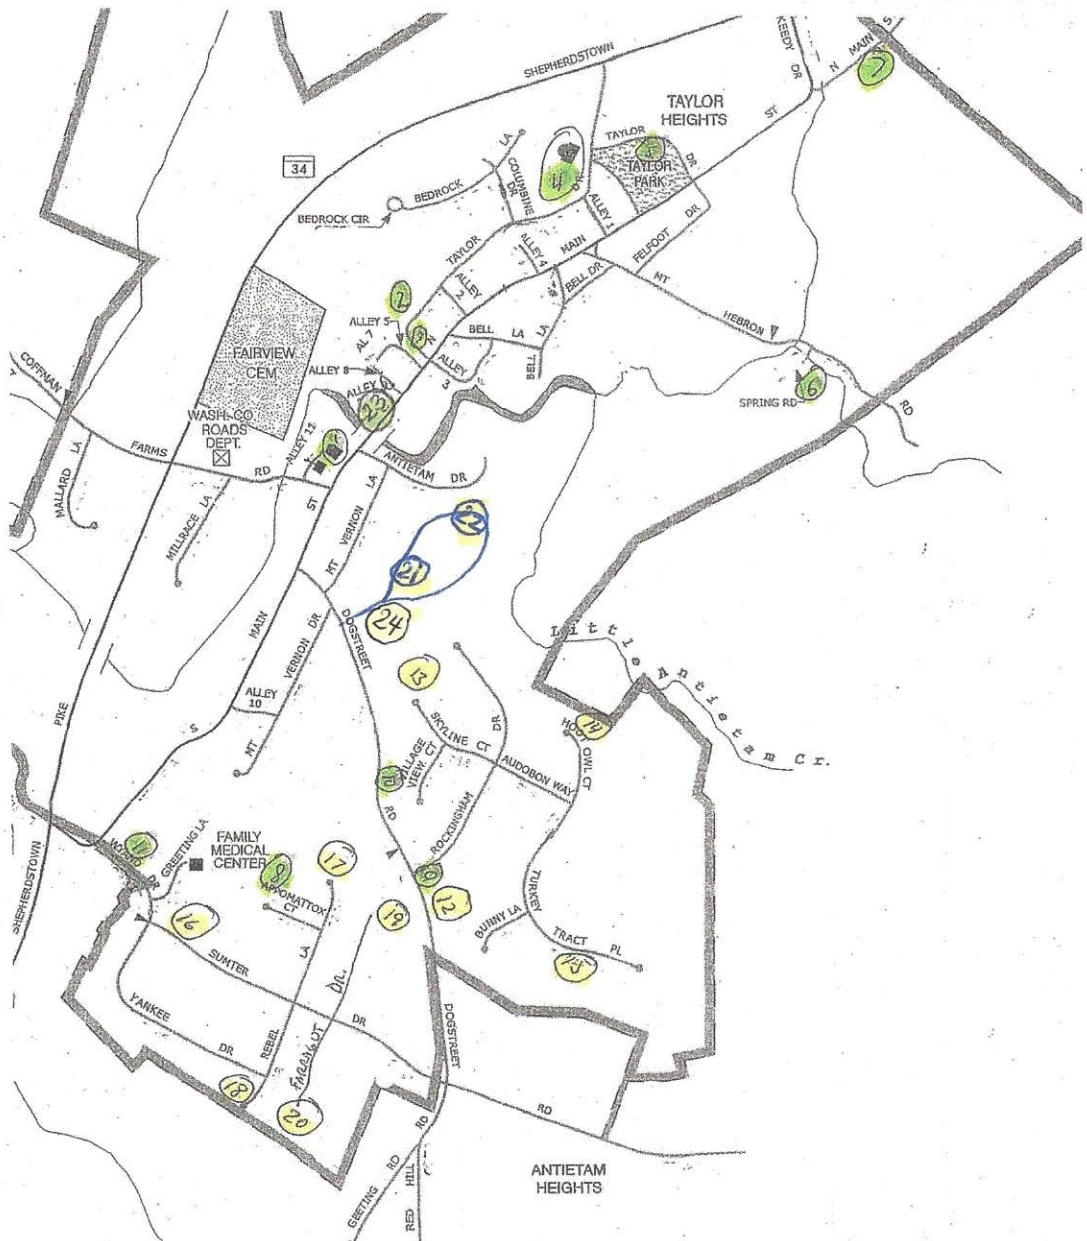 SHEPHERDSTOWN
KEEDY
DR
N
MAIN
S
7
TAYLOR
HEIGHTS
ST
34
TAYLOR
DR
5
TAYLOR
PARK
4
DR
LA
COLUMBINE
DR
BEDROCK
BEDROCK CIR
ALLEY 1
TAYLOR
ALLEY 4
MAIN
FELFOOT
DR
BELL DR
MT
HEBRON
RD
ALLEY
2
2
ALLEY 5
AL 7
N
BELL
LA
LA
BELL
ALLEY
3
ALLEY 8
6
SPRING RD
FAIRVIEW
CEM
COFFMAN
FARMS
RD
WASH. CO.
ROADS
DEPT.
ALLEY 11
MALLARD LA
MILLRACE LA
ST
ANTIETAM
DR
MT VERNON LA
22
21
24
DOGSTREET
RD
MAIN
MT
VERNON
DR
ALLEY
10
S
PIKE
SHEPHERDSTOWN
13
SKYLINE CT
DR
VILLAGE
VIEW CT
ROCKINGHAM
AUDOBON WAY
14
HOOT
OWL CT
Little Antietam Cr.
11
WYAND
DR
GREETING LA
FAMILY
MEDICAL
CENTER
8
17
APPOMATTOX
CT
9
12
19
16
BUNNY LA
TURKEY
TRACT
PL
15
SUMTER
DR
YANKEE
DR
REBEL
FARRAGUT
DR.
18
20
DOGSTREET
RD
RD
GEETING
RD
RED HILL
ANTIETAM
HEIGHTS